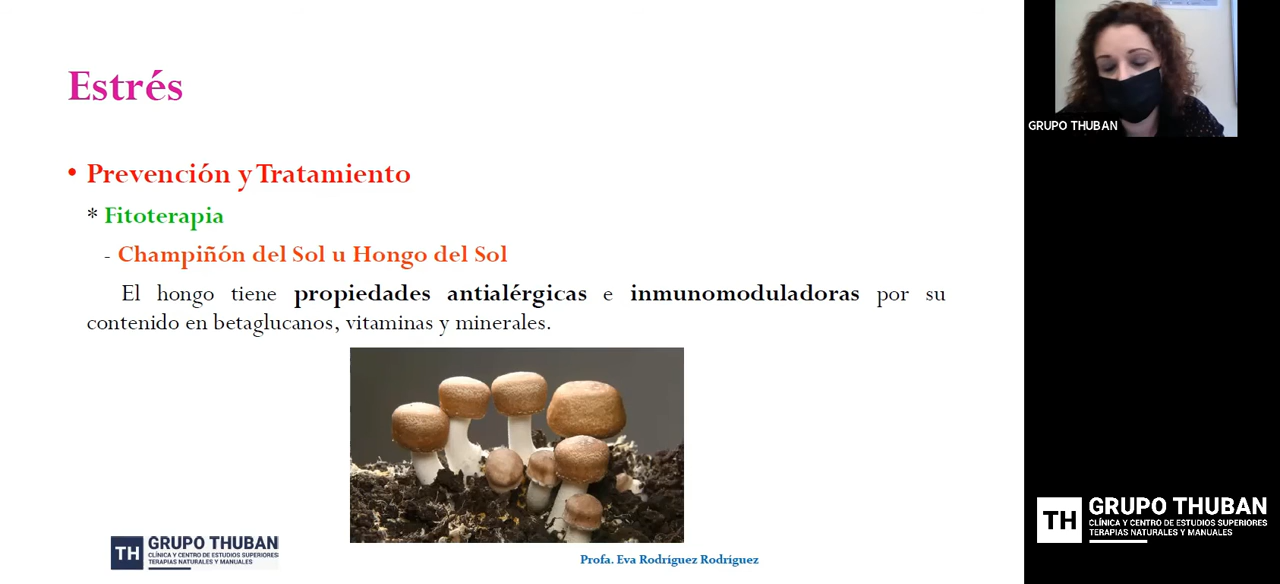 Estrés
• Prevención y Tratamiento
* Fitoterapia
- Champiñón del Sol u Hongo del Sol
El hongo tiene propiedades antialérgicas e inmunomoduladoras por su
contenido en betaglucanos, vitaminas y minerales.
TH GRUPO THUBAN
CLÍNICA Y CENTRO DE ESTUDIOS SUPERIORES
TERAPIAS NATURALES Y MANUALES
Profa. Eva Rodríguez Rodríguez
GRUPO THUBAN
TH GRUPO THUBAN
CLÍNICA Y CENTRO DE ESTUDIOS SUPERIORES
TERAPIAS NATURALES Y MANUALES